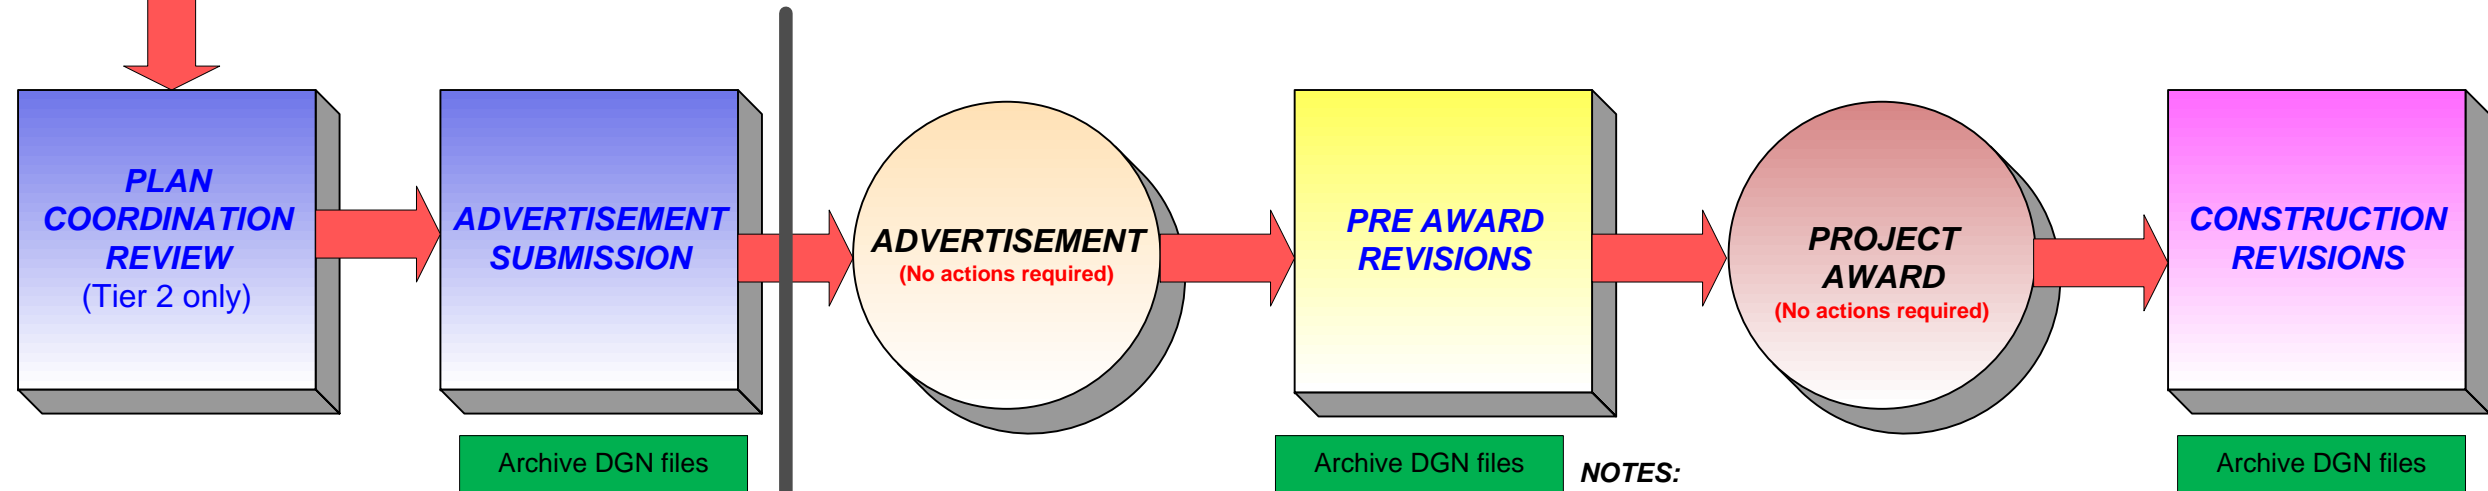 PLAN
COORDINATION
REVIEW
(Tier 2 only)
ADVERTISEMENT
SUBMISSION
ADVERTISEMENT
(No actions required)
PRE AWARD
REVISIONS
PROJECT
AWARD
(No actions required)
CONSTRUCTION
REVISIONS
Archive DGN files
Archive DGN files
NOTES:
Archive DGN files